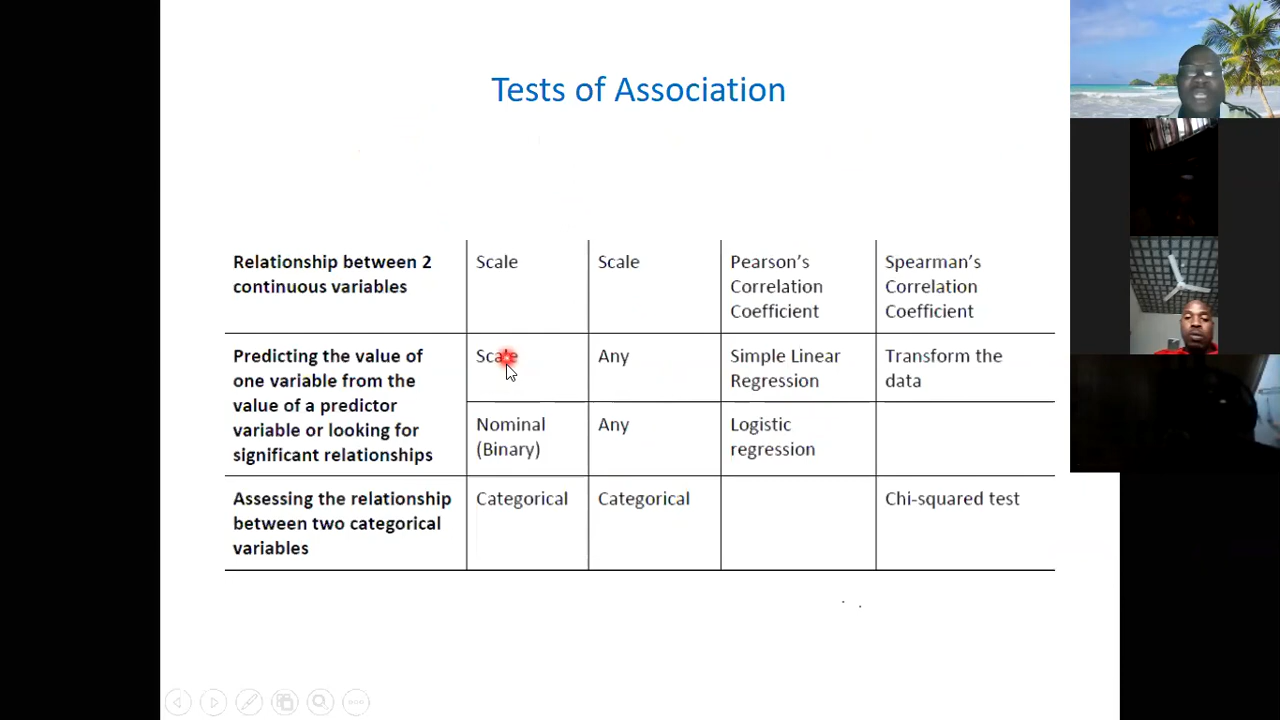 Tests of Association
Relationship between 2
continuous variables
Scale
Scale
Pearson's
Correlation
Coefficient
Spearman's
Correlation
Coefficient
Predicting the value of
one variable from the
value of a predictor
variable or looking for
significant relationships
Scale
Any
Simple Linear
Regression
Transform the
data
Nominal
(Binary)
Any
Logistic
regression
Assessing the relationship
between two categorical
variables
Categorical
Categorical
Chi-squared test